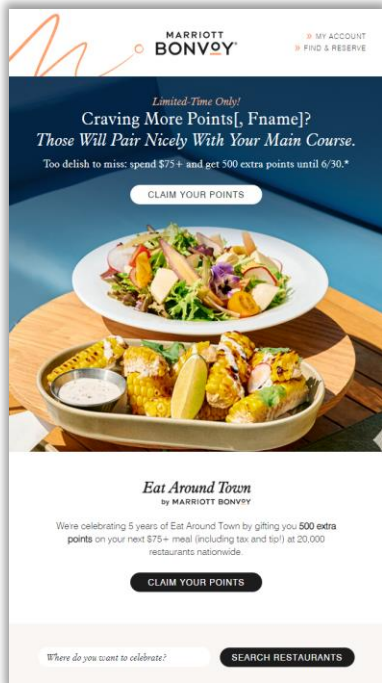 MARRIOTT
BONVOY
» MY ACCOUNT
» FIND & RESERVE
Limited-Time Only!
Craving More Points[, Fname]?
Those Will Pair Nicely With Your Main Course.
Too delish to miss: spend $75+ and get 500 extra points until 6/30.*
CLAIM YOUR POINTS
Eat Around Town
by MARRIOTT BONVOY
We're celebrating 5 years of Eat Around Town by gifting you 500 extra
points on your next $75+ meal (including tax and tip!) at 20,000
restaurants nationwide.
CLAIM YOUR POINTS
Where do you want to celebrate?
SEARCH RESTAURANTS